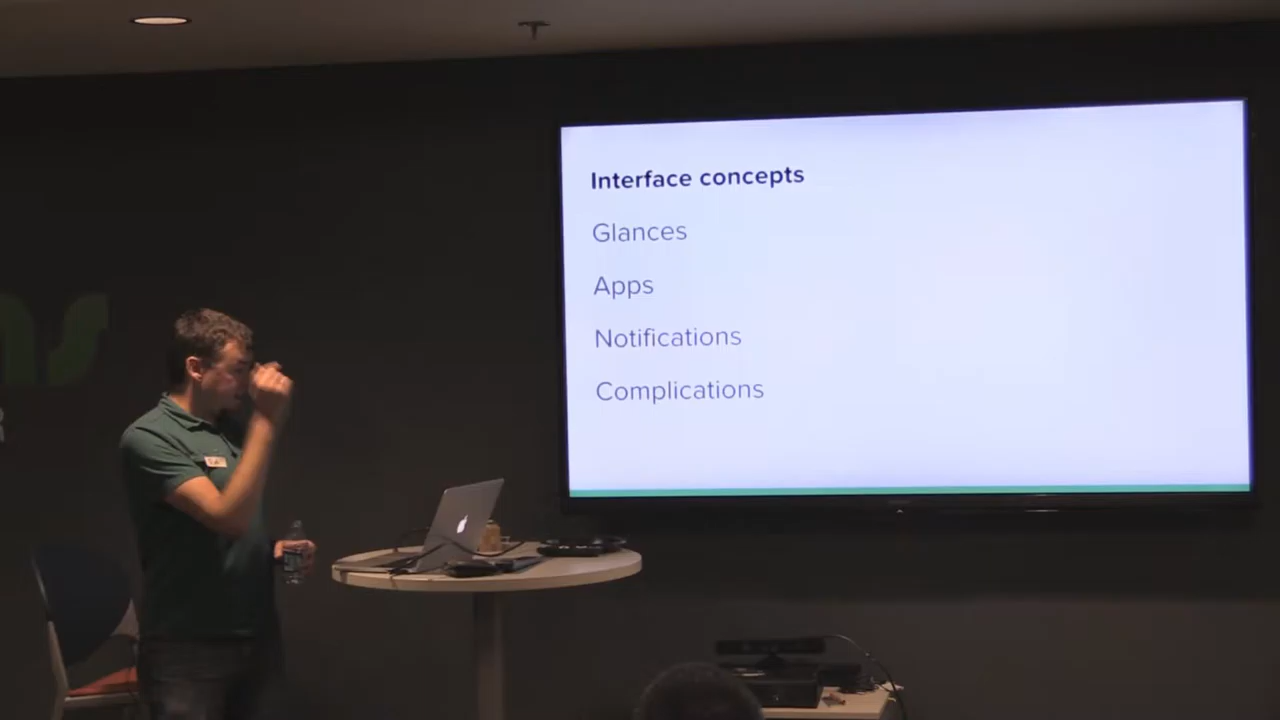 Interface concepts
Glances
Apps
Notifications
Complications